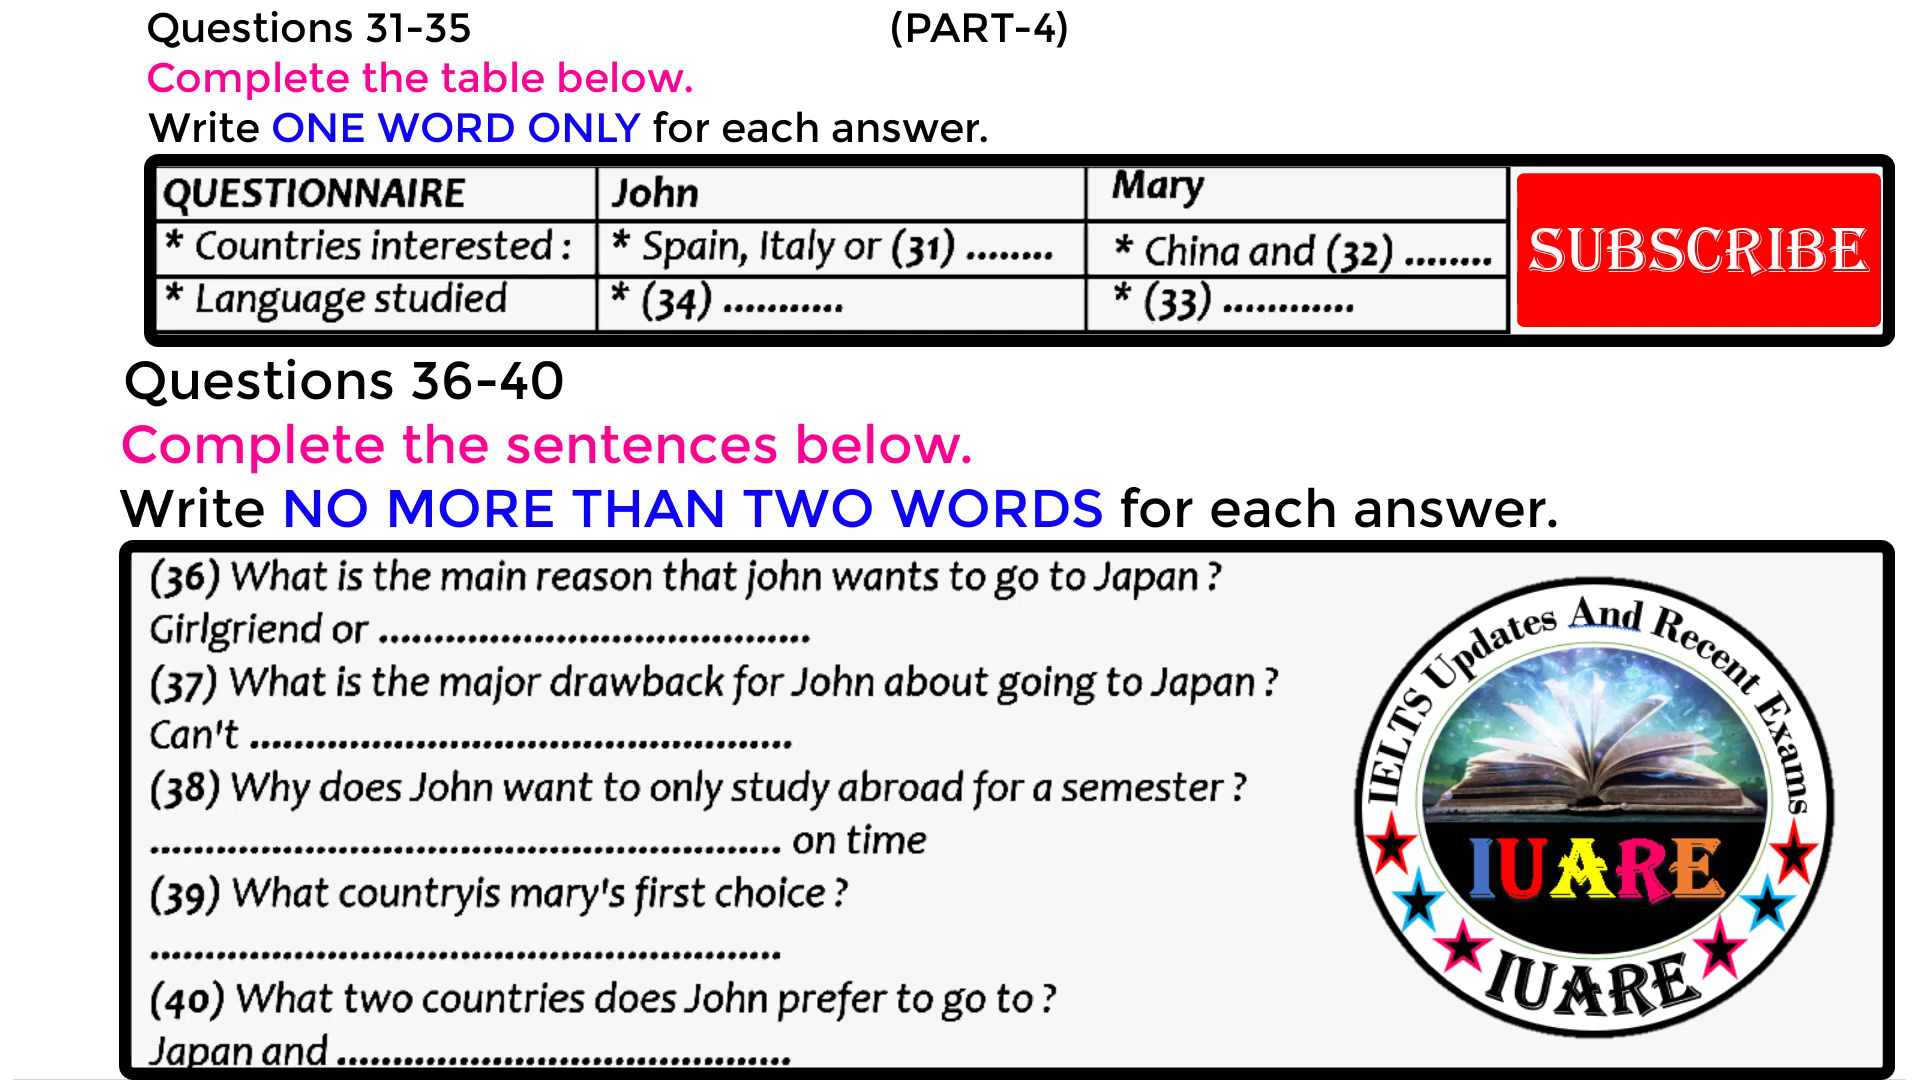 Questions 31-35 (PART-4)
Complete the table below.
Write ONE WORD ONLY for each answer.
QUESTIONNAIRE John Mary
* Countries interested : * Spain, Italy or (31) ........ * China and (32) ........
* Language studied * (34) ........... * (33) ............
SUBSCRIBE
Questions 36-40
Complete the sentences below.
Write NO MORE THAN TWO WORDS for each answer.
(36) What is the main reason that john wants to go to Japan ?
Girlgriend or .......................................
(37) What is the major drawback for John about going to Japan ?
Can't .................................................
(38) Why does John want to only study abroad for a semester ?
......................................................... on time
(39) What countryis mary's first choice ?
.........................................................
(40) What two countries does John prefer to go to ?
Japan and .........................................
IELTS Updates And Recent Exams
IUARE
IUARE